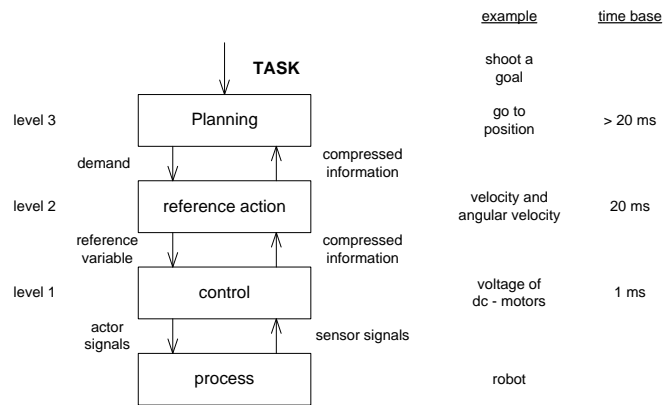 example time base
TASK
shoot a
goal
level 3 Planning go to
position > 20 ms
demand compressed
information
level 2 reference action velocity and
angular velocity 20 ms
reference
variable compressed
information
level 1 control voltage of
dc - motors 1 ms
actor
signals sensor signals
process robot